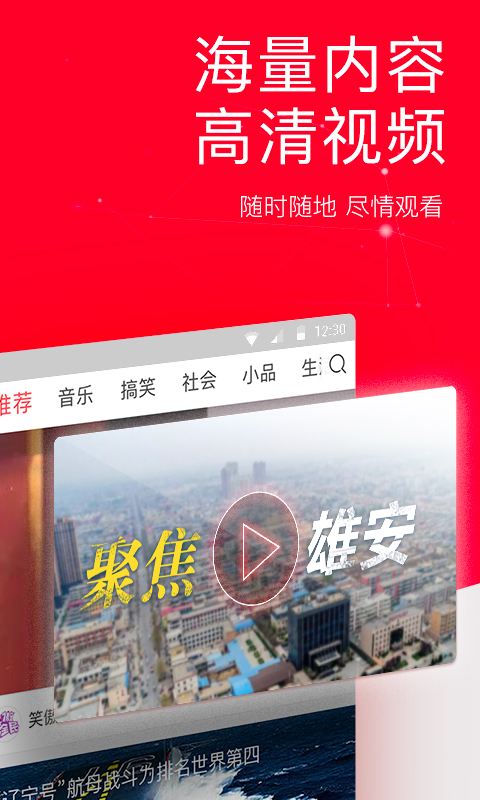 海量内容
高清视频
随时随地 尽情观看
12:30
推荐 音乐 搞笑 社会 小品 生
聚焦 雄安
笑傲
辽宁号”航母战斗力排名世界第四